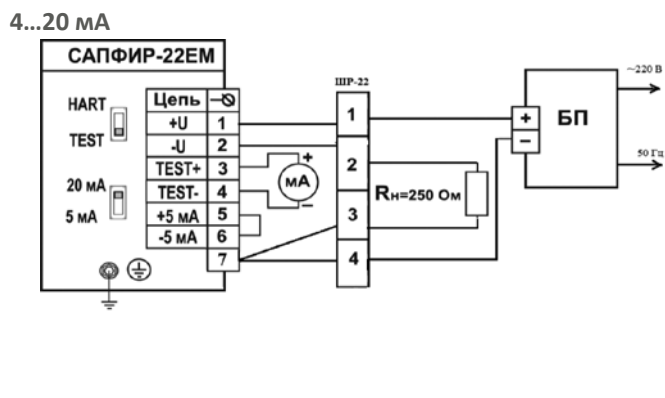 4...20 мА
САПФИР-22ЕМ
HART
TEST
20 мА
5 мА
Цепь
+U 1
-U 2
TEST+ 3
TEST- 4
+5 мА 5
-5 мА 6
7
+
мА
–
ШР-22
1
2
3
4
Rн=250 Ом
+
–
БП
~220 В
50 Гц